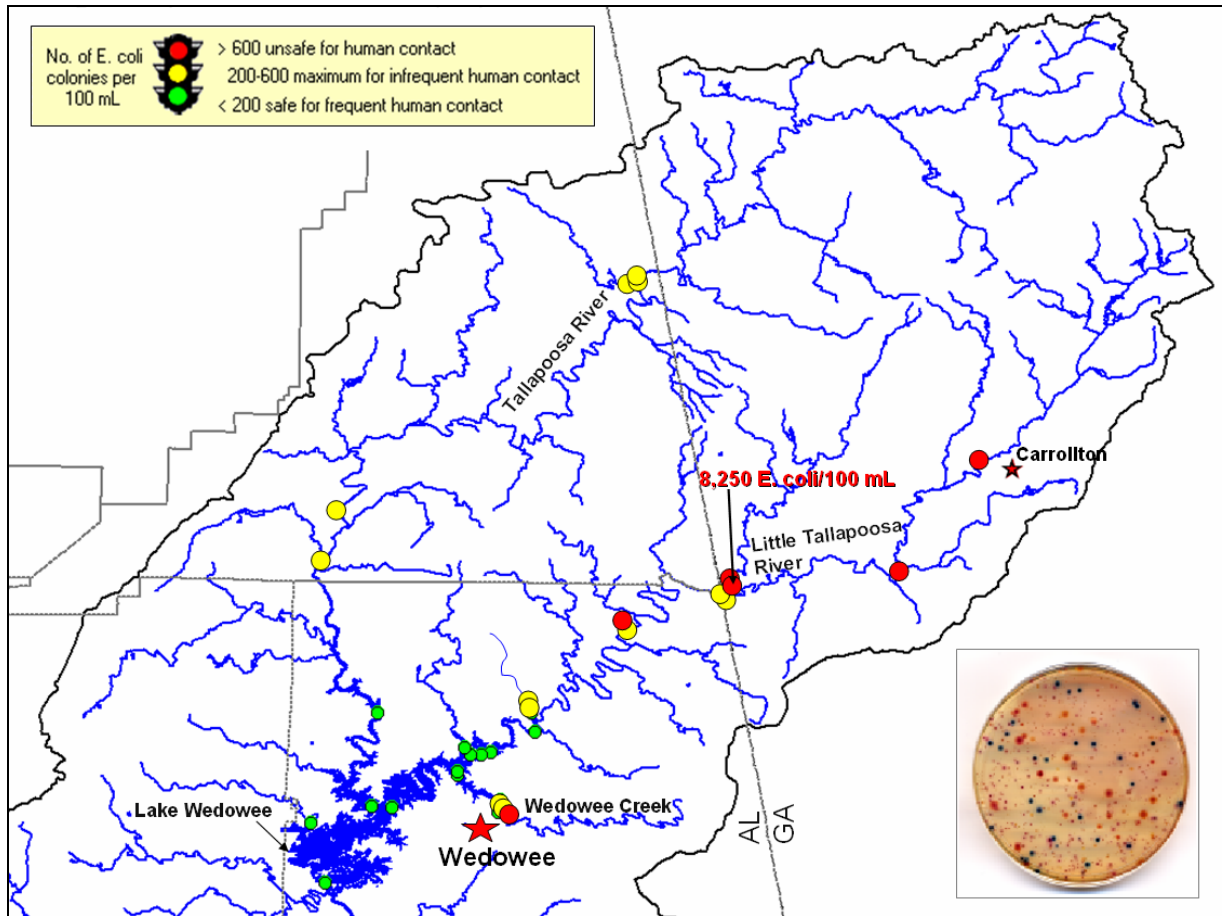 No. of E. coli
colonies per
100 mL
> 600 unsafe for human contact
200-600 maximum for infrequent human contact
< 200 safe for frequent human contact
Tallapoosa River
Carrollton
8,250 E. coli/100 mL
Little Tallapoosa
River
Lake Wedowee
Wedowee Creek
Wedowee
AL
GA